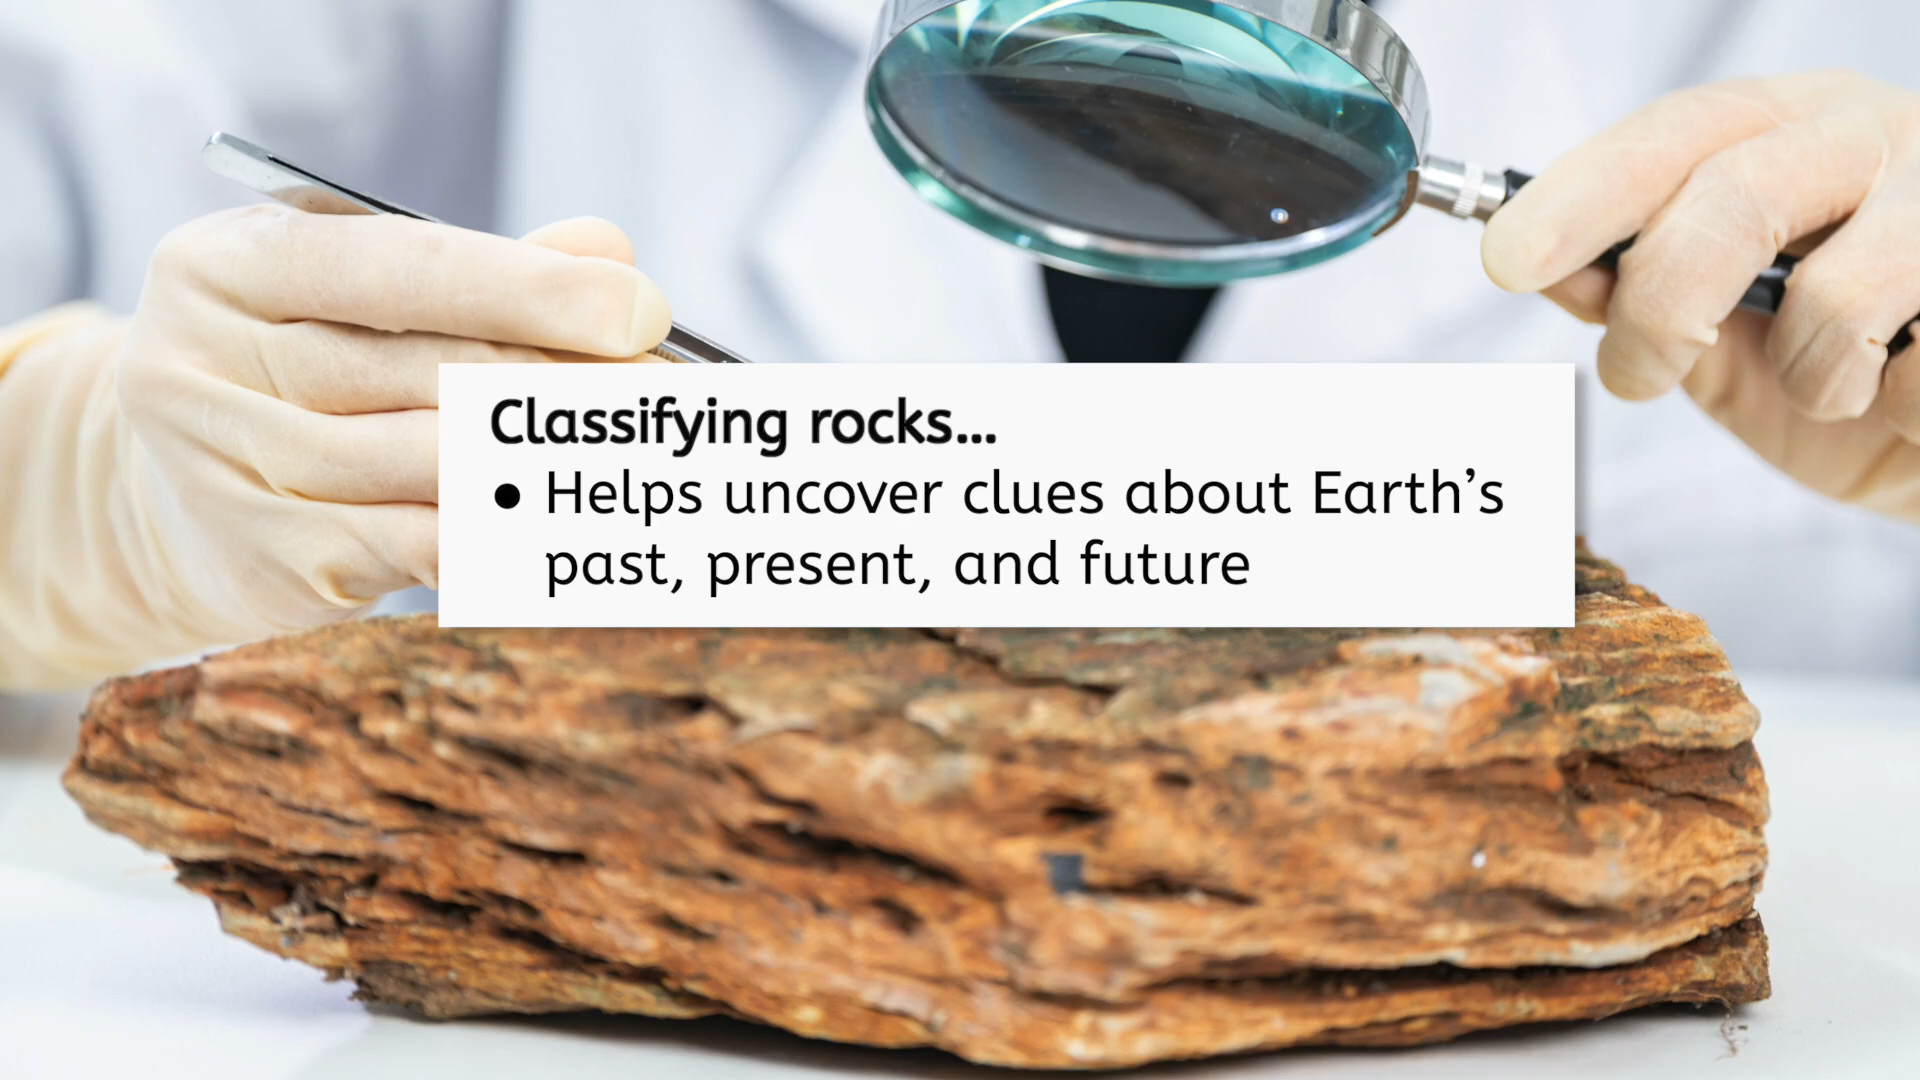 Classifying rocks...
● Helps uncover clues about Earth’s
past, present, and future